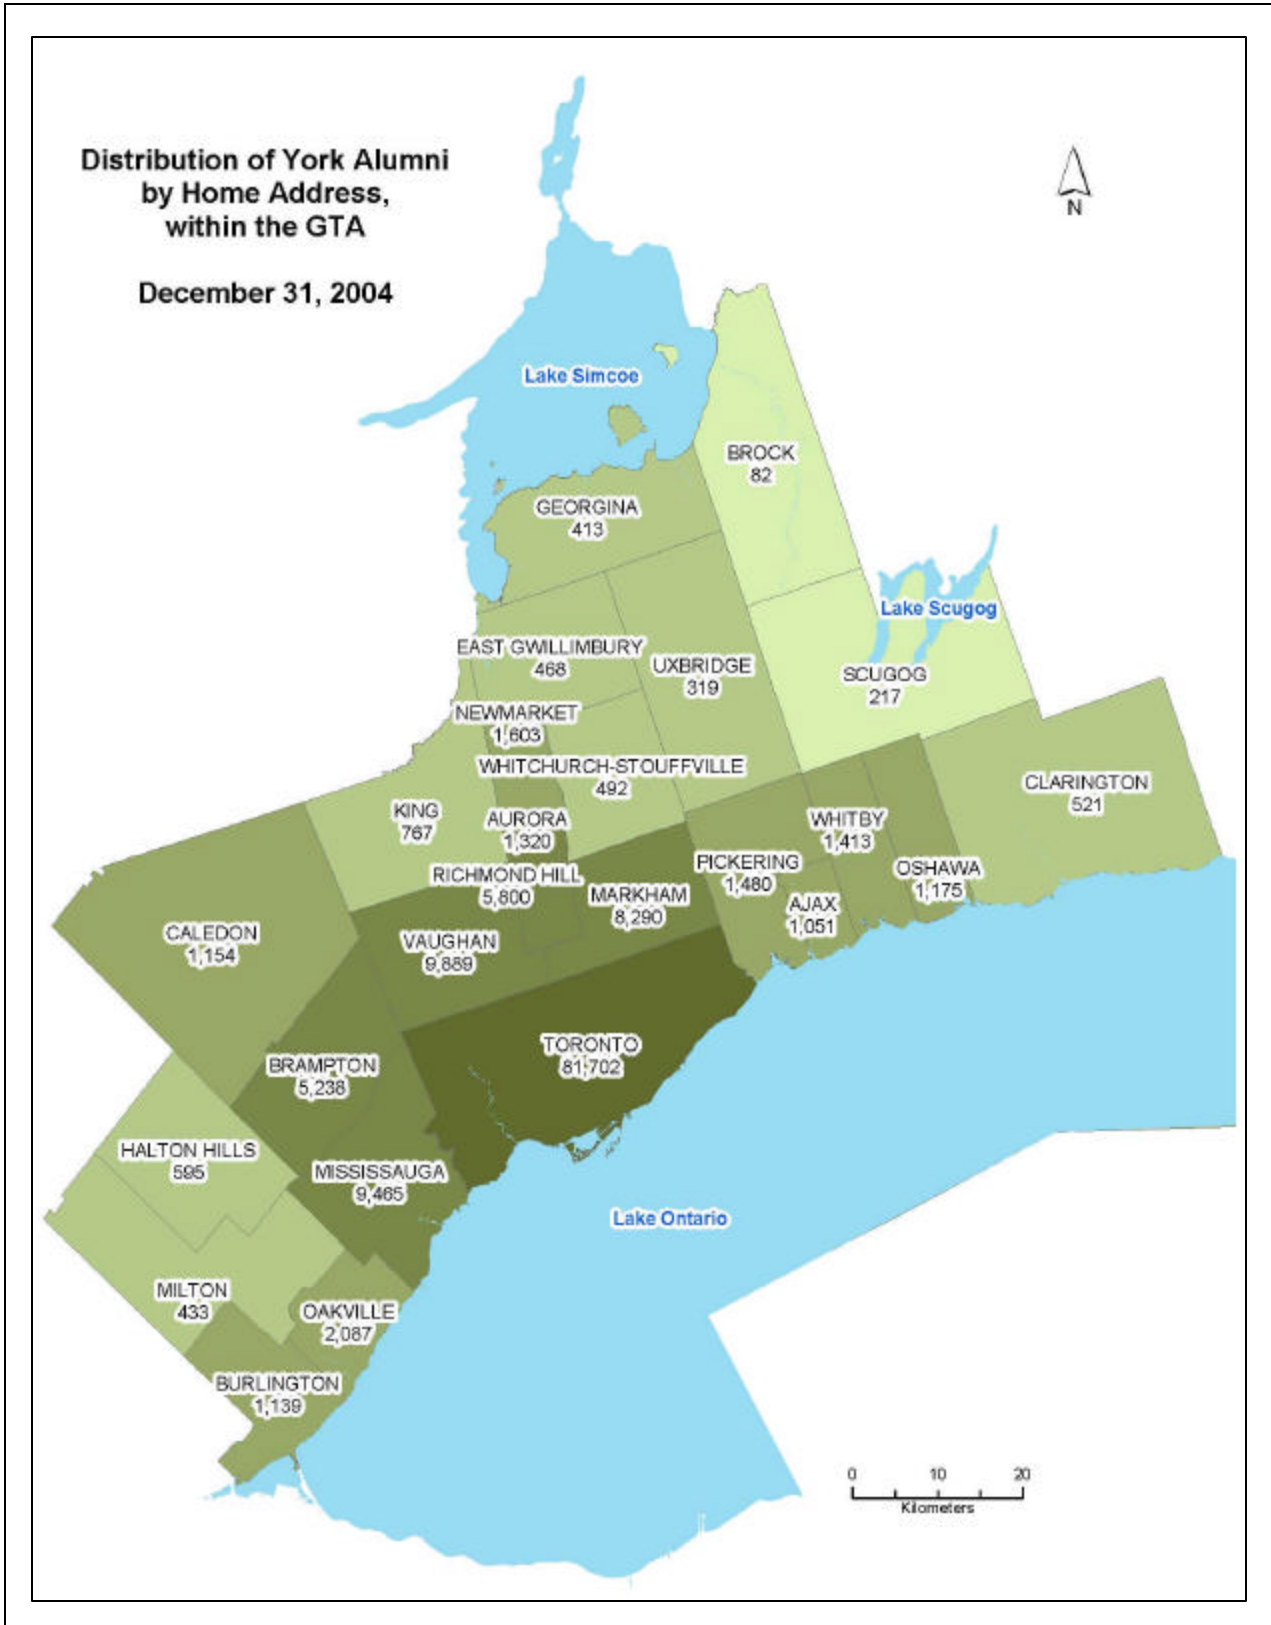 Distribution of York Alumni
by Home Address,
within the GTA
December 31, 2004
N
Lake Simcoe
BROCK
82
GEORGINA
413
Lake Scugog
EAST GWILLIMBURY
468
UXBRIDGE
319
SCUGOG
217
NEWMARKET
1,603
WHITCHURCH-STOUFFVILLE
492
CLARINGTON
521
KING
767
AURORA
1,320
WHITBY
1,413
RICHMOND HILL
5,800
MARKHAM
8,290
PICKERING
1,480
OSHAWA
1,175
AJAX
1,051
CALEDON
1,154
VAUGHAN
9,889
TORONTO
81,702
BRAMPTON
5,238
HALTON HILLS
595
MISSISSAUGA
9,465
Lake Ontario
MILTON
433
OAKVILLE
2,087
BURLINGTON
1,139
0 10 20
Kilometers